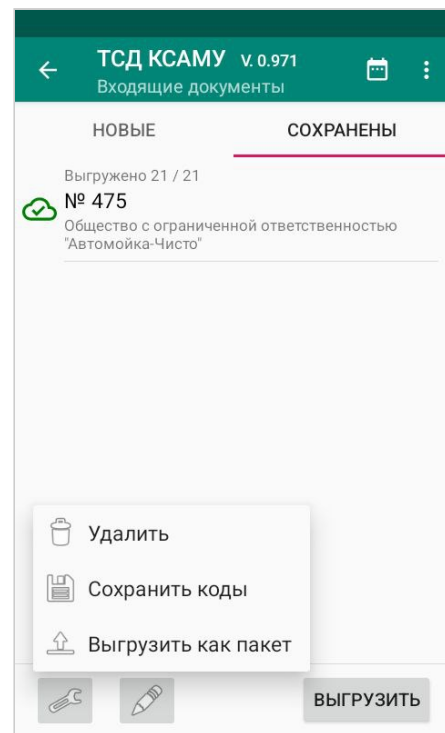 ТСД КСАМУ V. 0.971
Входящие документы
НОВЫЕ СОХРАНЕНЫ
Выгружено 21 / 21
№ 475
Общество с ограниченной ответственностью
"Автомойка-Чисто"
Удалить
Сохранить коды
Выгрузить как пакет
ВЫГРУЗИТЬ